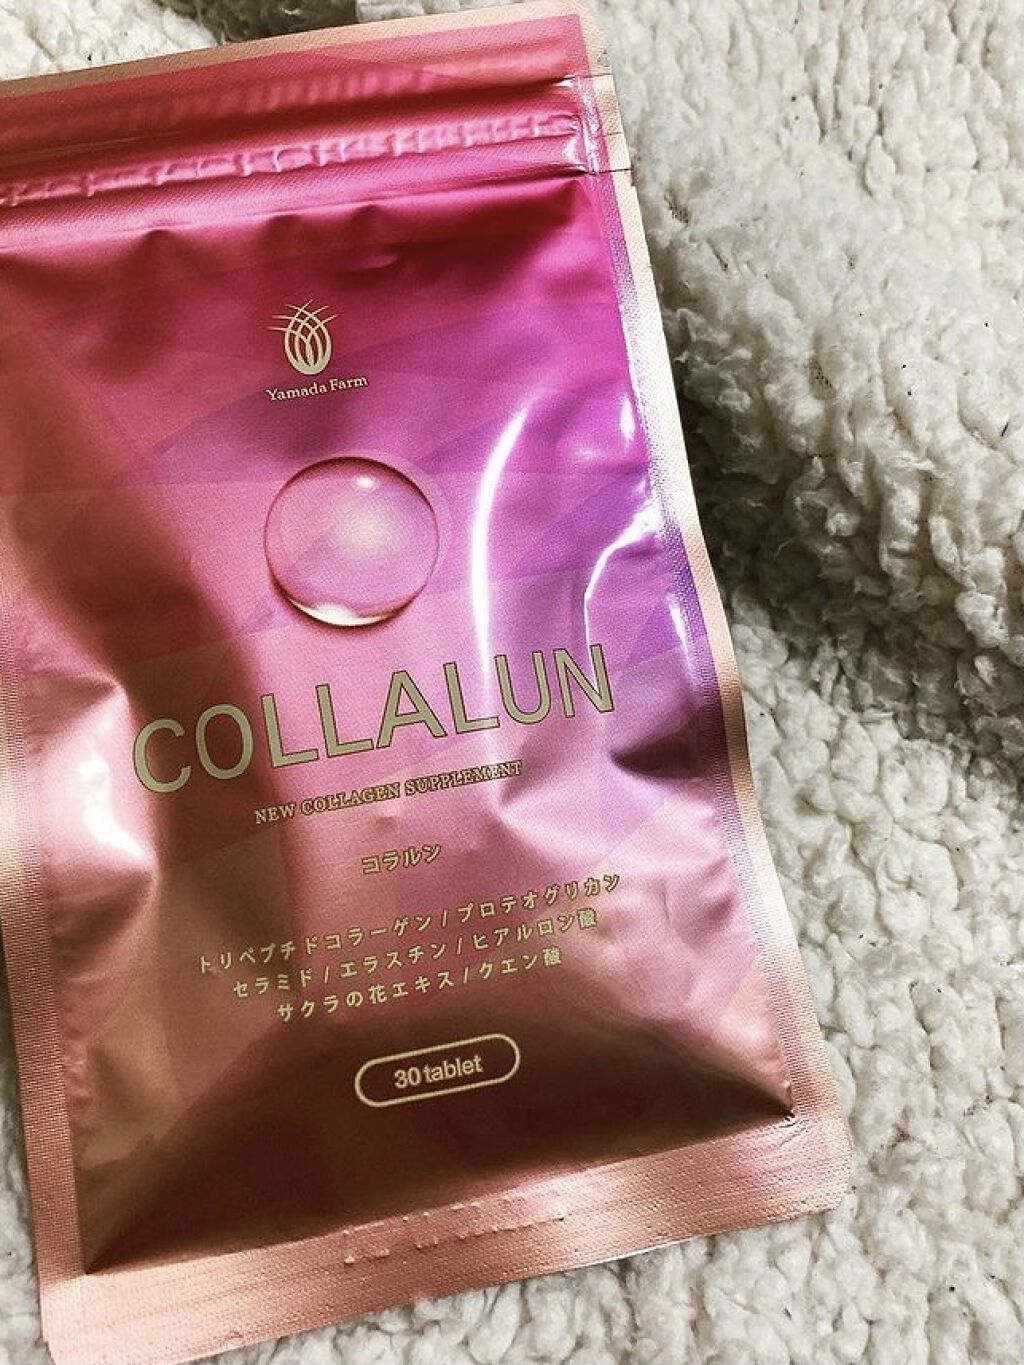 Yamada Farm
COLLALUN
NEW COLLAGEN SUPPLEMENT
コラルン
トリペプチドコラーゲン / プロテオグリカン
セラミド / エラスチン / ヒアルロン酸
サクラの花エキス / クエン酸
30 tablet